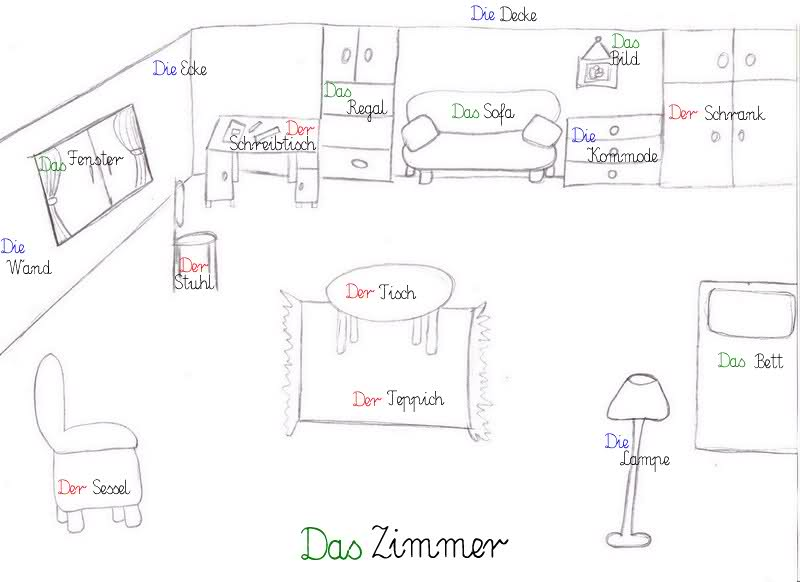 Die Decke
Die Ecke
Das
Bild
Das
Regal
Das Sofa
Der Schrank
Der
Schreibtisch
Die
Kommode
Das Fenster
Die
Wand
Der
Stuhl
Der Tisch
Das Bett
Der Teppich
Die
Lampe
Der Sessel
Das Zimmer